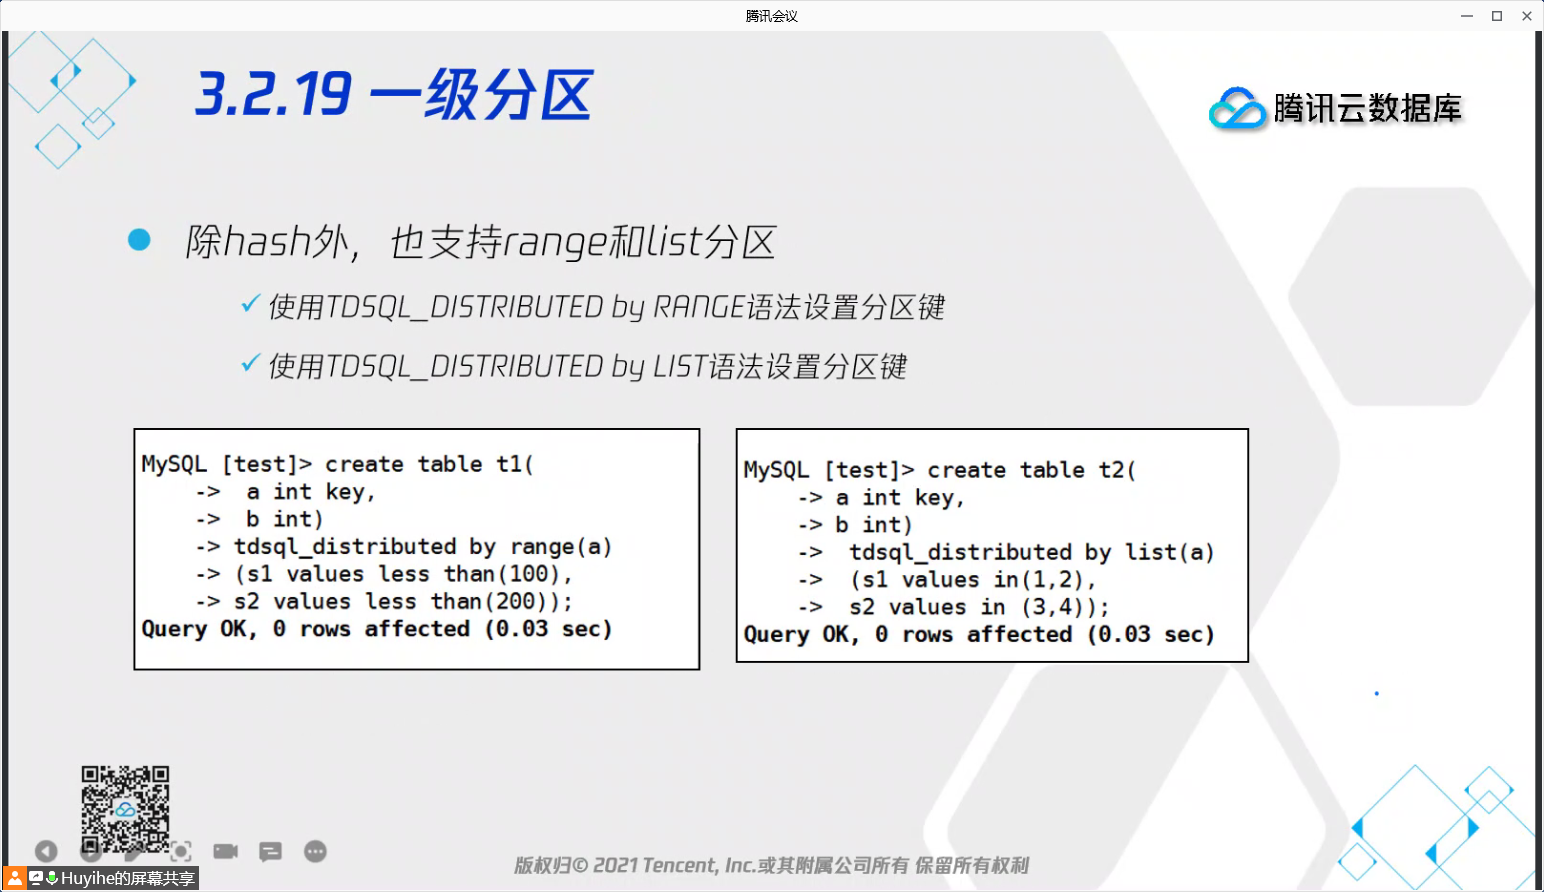 腾讯会议
3.2.19 一级分区
腾讯云数据库
除hash外，也支持range和list分区
使用TDSQL_DISTRIBUTED by RANGE语法设置分区键
使用TDSQL_DISTRIBUTED by LIST语法设置分区键
MySQL [test]> create table t1(
    ->  a int key,
    ->  b int)
    -> tdsql_distributed by range(a)
    -> (s1 values less than(100),
    -> s2 values less than(200));
Query OK, 0 rows affected (0.03 sec)
MySQL [test]> create table t2(
    -> a int key,
    -> b int)
    ->  tdsql_distributed by list(a)
    ->  (s1 values in(1,2),
    ->  s2 values in (3,4));
Query OK, 0 rows affected (0.03 sec)
版权归© 2021 Tencent, Inc.或其附属公司所有 保留所有权利
Huyihe的屏幕共享